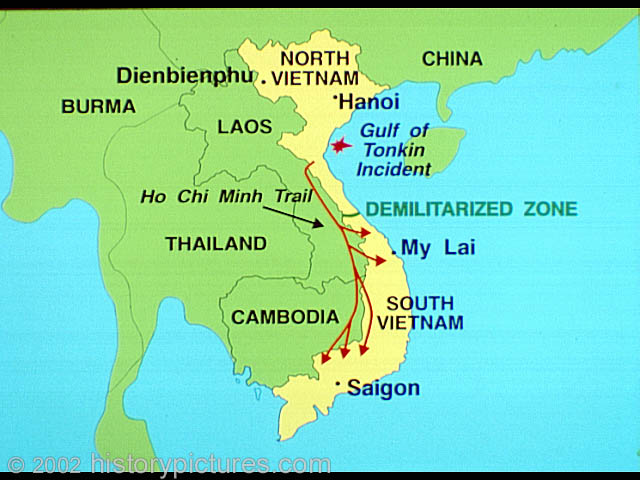 NORTH
VIETNAM
CHINA
Dienbienphu
Hanoi
BURMA
LAOS
Gulf of
Tonkin
Incident
Ho Chi Minh Trail
DEMILITARIZED ZONE
THAILAND
My Lai
CAMBODIA
SOUTH
VIETNAM
Saigon
© 2002 historypictures.com